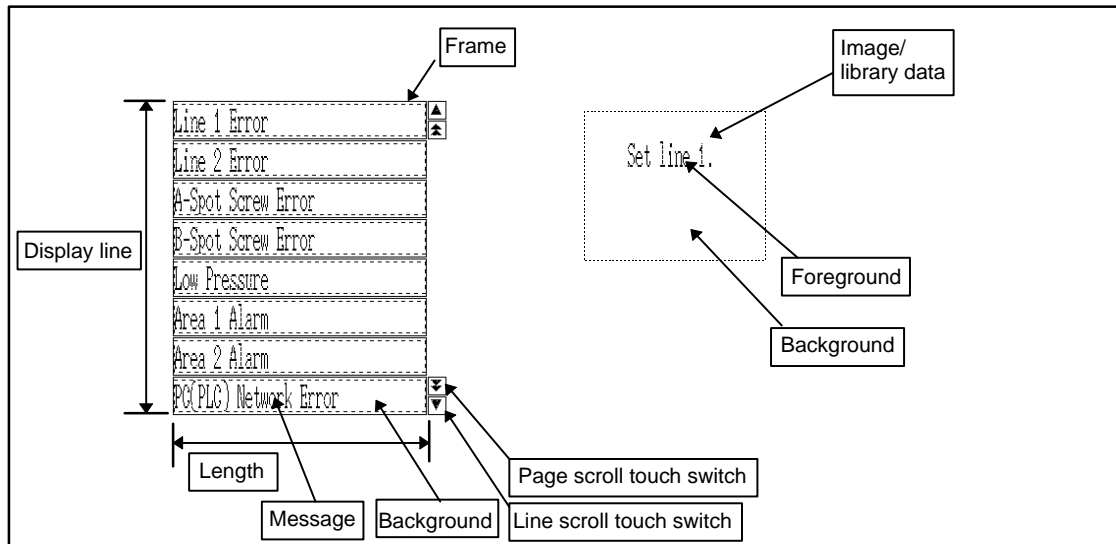 Frame
Image/
library data
Line 1 Error
Line 2 Error
A-Spot Screw Error
B-Spot Screw Error
Low Pressure
Area 1 Alarm
Area 2 Alarm
PC(PLC) Network Error
Display line
Set line 1.
Foreground
Background
Length
Message
Background
Page scroll touch switch
Line scroll touch switch